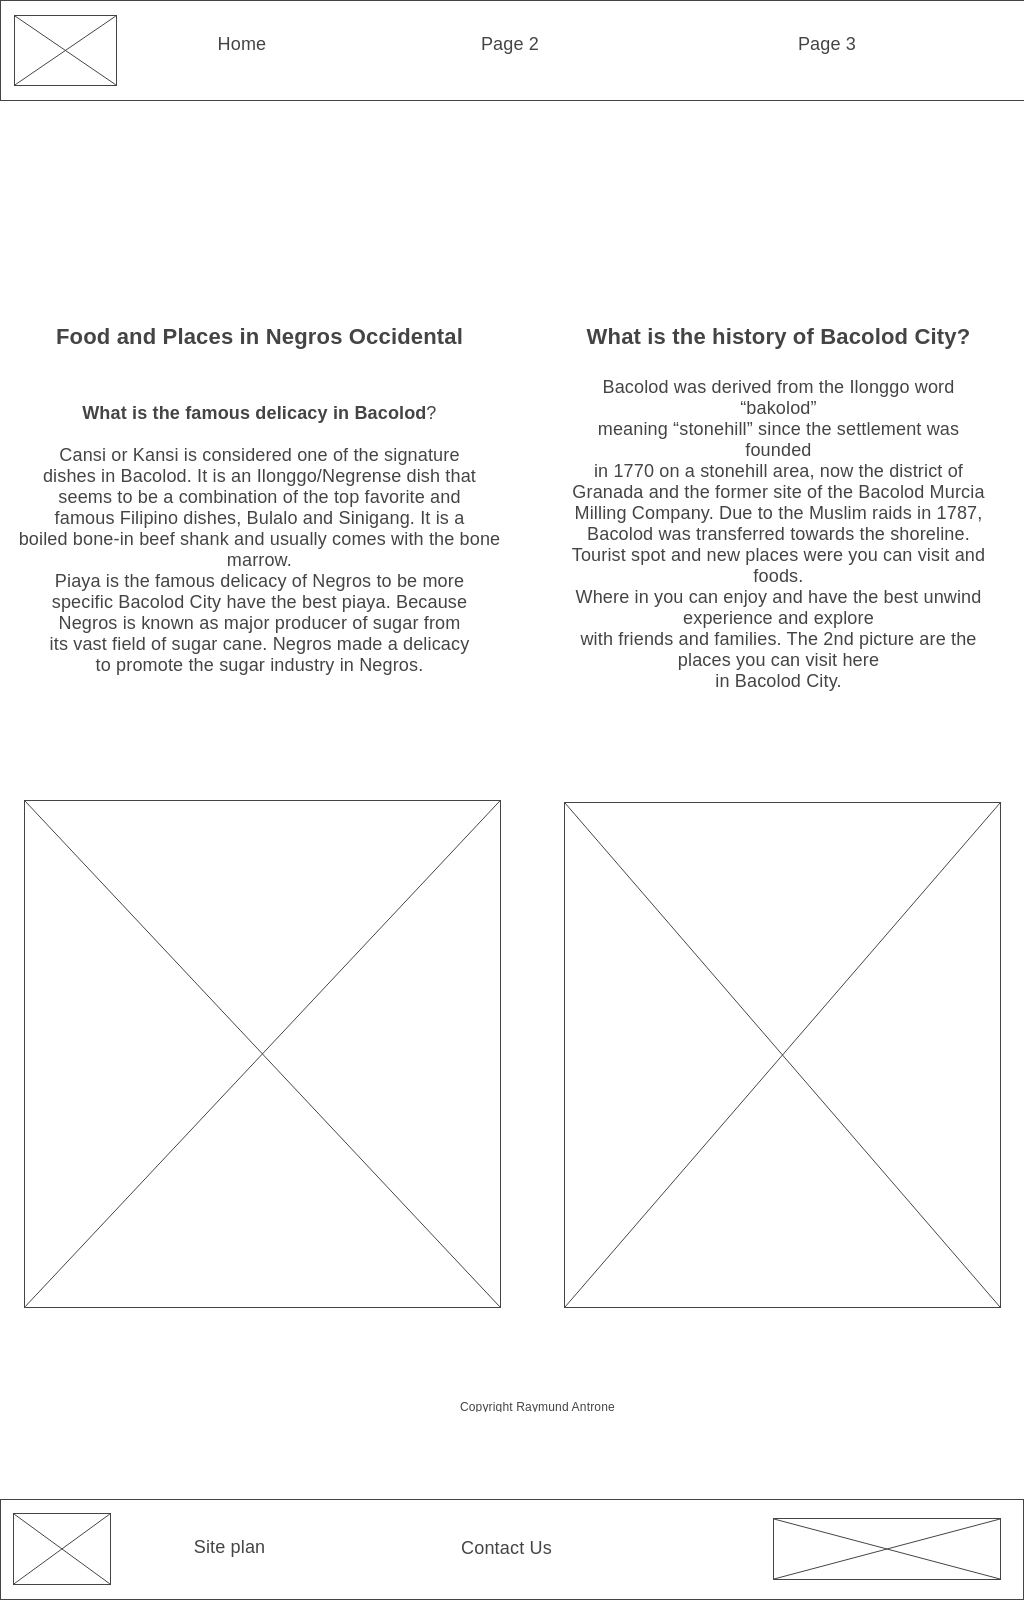 Home
Page 2
Page 3
Food and Places in Negros Occidental
What is the famous delicacy in Bacolod?
Cansi or Kansi is considered one of the signature
dishes in Bacolod. It is an Ilonggo/Negrense dish that
seems to be a combination of the top favorite and
famous Filipino dishes, Bulalo and Sinigang. It is a
boiled bone-in beef shank and usually comes with the bone
marrow.
Piaya is the famous delicacy of Negros to be more
specific Bacolod City have the best piaya. Because
Negros is known as major producer of sugar from
its vast field of sugar cane. Negros made a delicacy
to promote the sugar industry in Negros.
What is the history of Bacolod City?
Bacolod was derived from the Ilonggo word
“bakolod”
meaning “stonehill” since the settlement was
founded
in 1770 on a stonehill area, now the district of
Granada and the former site of the Bacolod Murcia
Milling Company. Due to the Muslim raids in 1787,
Bacolod was transferred towards the shoreline.
Tourist spot and new places were you can visit and
foods.
Where in you can enjoy and have the best unwind
experience and explore
with friends and families. The 2nd picture are the
places you can visit here
in Bacolod City.
Copyright Raymund Antrone
Site plan
Contact Us